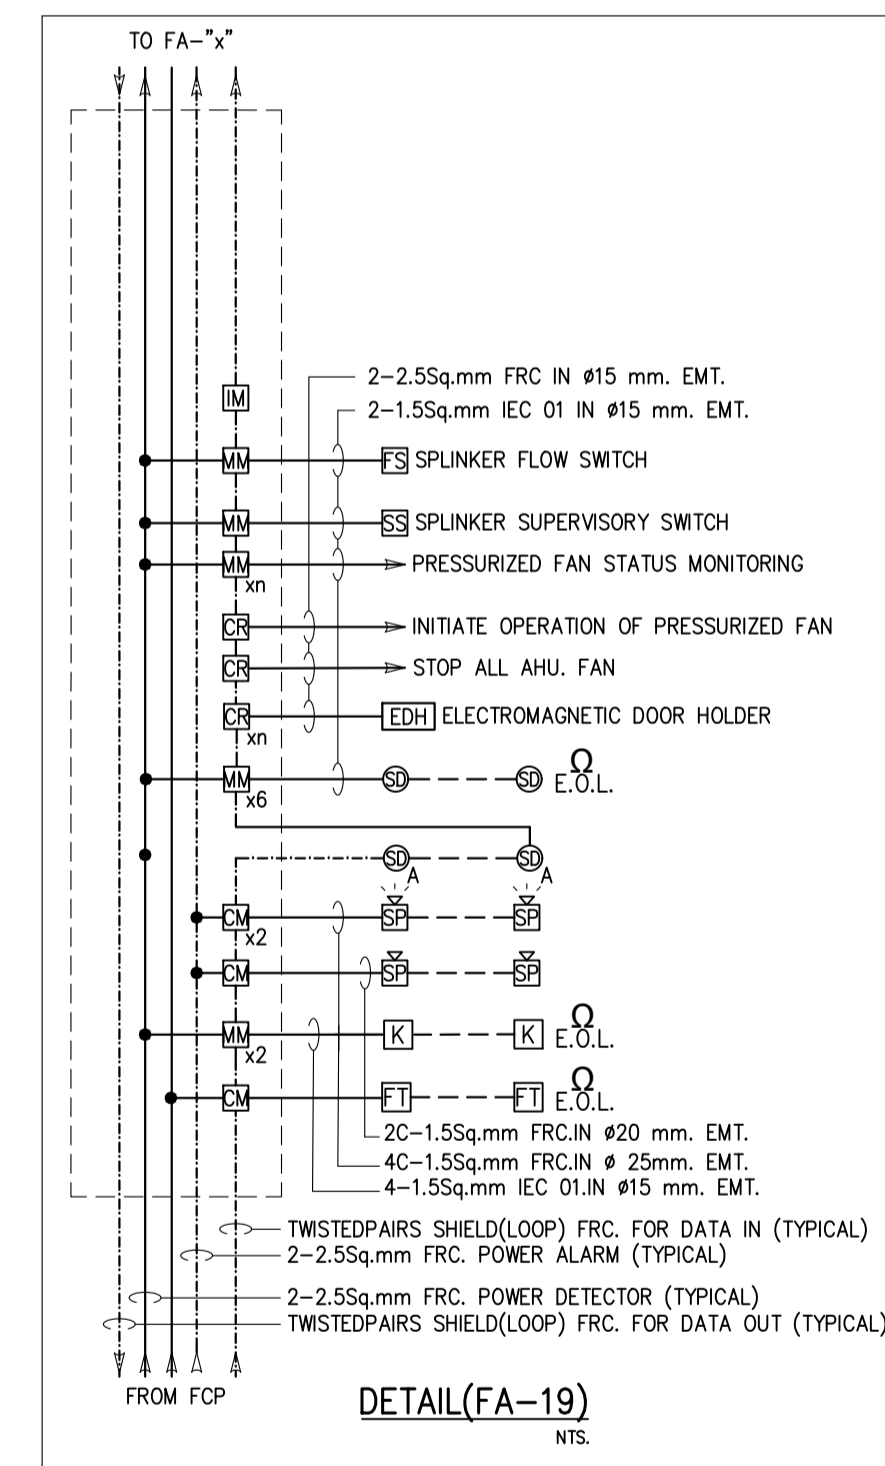 TO FA-"x"
2-2.5Sq.mm FRC IN ø15 mm. EMT.
IM
2-1.5Sq.mm IEC 01 IN ø15 mm. EMT.
MM FS SPLINKER FLOW SWITCH
MM SS SPLINKER SUPERVISORY SWITCH
MM PRESSURIZED FAN STATUS MONITORING
xn
CR INITIATE OPERATION OF PRESSURIZED FAN
CR STOP ALL AHU. FAN
CR EDH ELECTROMAGNETIC DOOR HOLDER
xn
MM SD SD Ω E.O.L.
x6
SD SD
A A
CM SP SP
x2
CM SP SP
MM K K Ω E.O.L.
x2
CM FT FT Ω E.O.L.
2C-1.5Sq.mm FRC.IN ø20 mm. EMT.
4C-1.5Sq.mm FRC.IN ø 25mm. EMT.
4-1.5Sq.mm IEC 01.IN ø15 mm. EMT.
TWISTEDPAIRS SHIELD(LOOP) FRC. FOR DATA IN (TYPICAL)
2-2.5Sq.mm FRC. POWER ALARM (TYPICAL)
2-2.5Sq.mm FRC. POWER DETECTOR (TYPICAL)
TWISTEDPAIRS SHIELD(LOOP) FRC. FOR DATA OUT (TYPICAL)
FROM FCP
DETAIL(FA-19)
NTS.